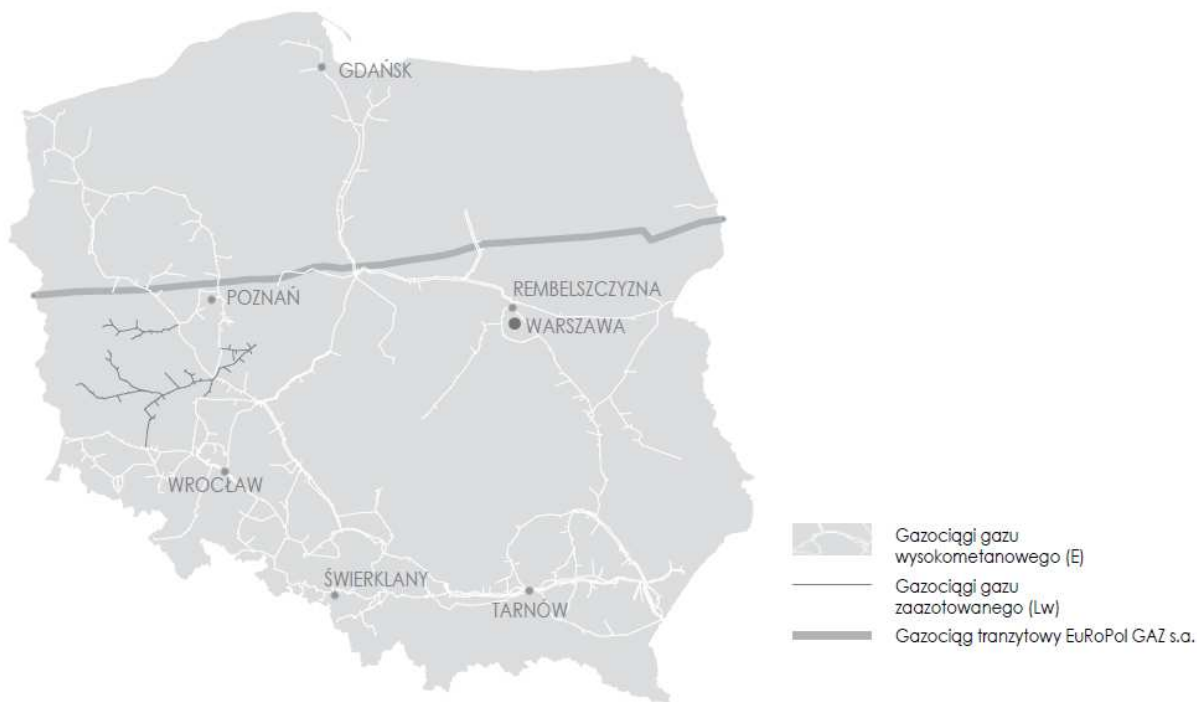 GDAŃSK
POZNAŃ
REMBELSZCZYZNA
WARSZAWA
WROCŁAW
ŚWIERKLANY
TARNÓW
Gazociągi gazu
wysokometanowego (E)
Gazociągi gazu
zaazotowanego (Lw)
Gazociąg tranzytowy EuRoPol GAZ s.a.